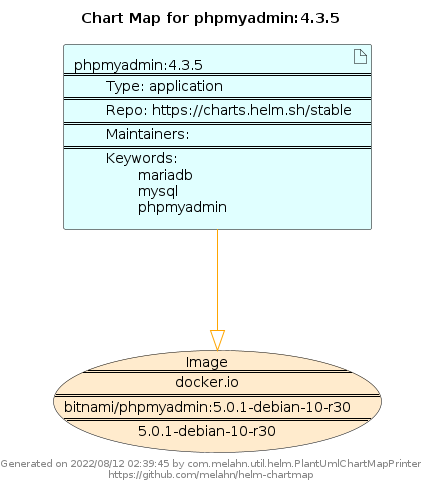 Chart Map for phpmyadmin:4.3.5
phpmyadmin:4.3.5
Type: application
Repo: https://charts.helm.sh/stable
Maintainers:
Keywords:
mariadb
mysql
phpmyadmin
Image
docker.io
bitnami/phpmyadmin:5.0.1-debian-10-r30
5.0.1-debian-10-r30
Generated on 2022/08/12 02:39:45 by com.melahn.util.helm.PlantUmlChartMapPrinter
https://github.com/melahn/helm-chartmap